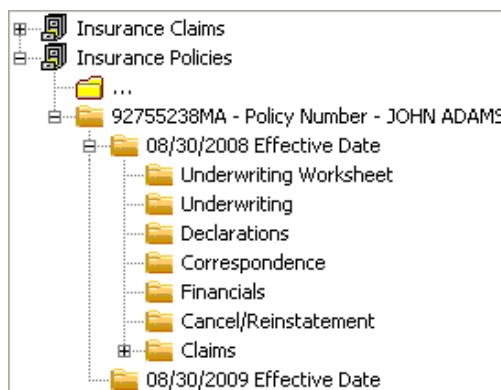 Insurance Claims
Insurance Policies
...
92755238MA - Policy Number - JOHN ADAMS
08/30/2008 Effective Date
Underwriting Worksheet
Underwriting
Declarations
Correspondence
Financials
Cancel/Reinstatement
Claims
08/30/2009 Effective Date